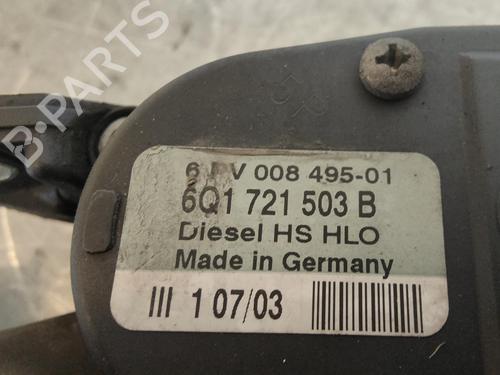 B-PARTS
6 PV 008 495-01
6Q1 721 503 B
Diesel HS HLO
Made in Germany
III 1 07/03